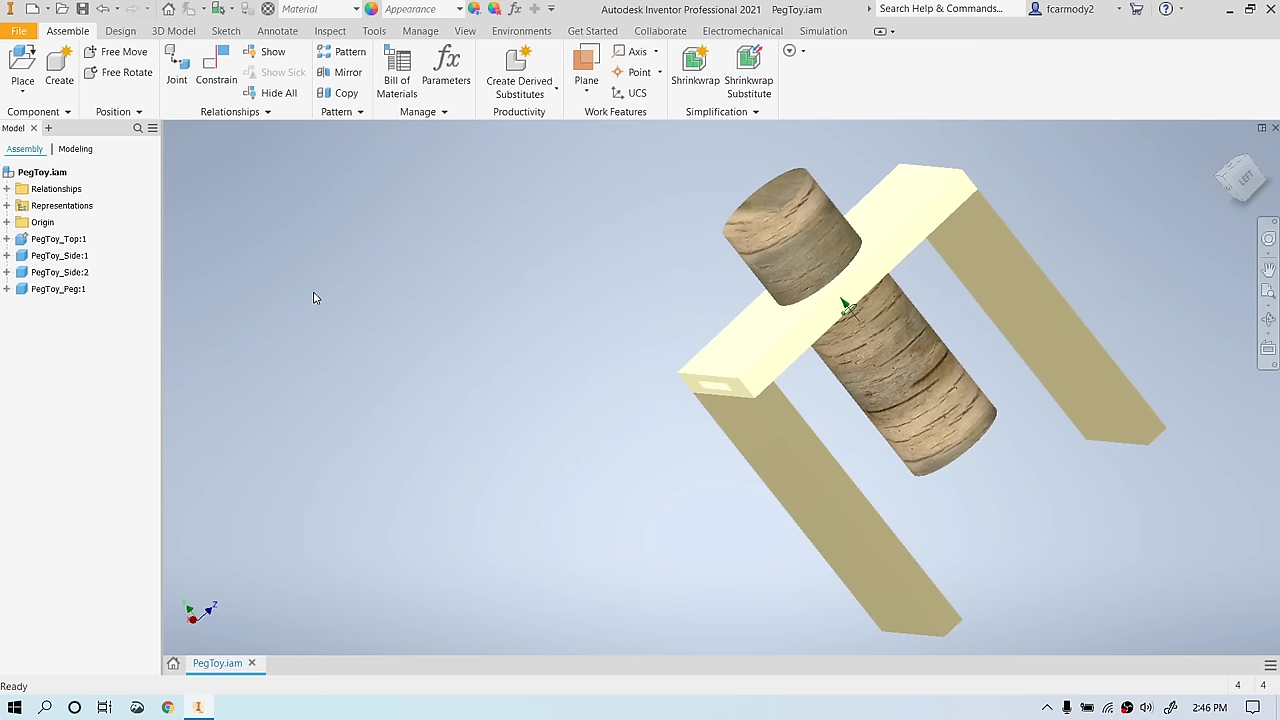 Material
Appearance
Autodesk Inventor Professional 2021 PegToy.iam
Search Help & Commands...
fcarmody2
File Assemble Design 3D Model Sketch Annotate Inspect Tools Manage View Environments Get Started Collaborate Electromechanical Simulation
Place Create Free Move Free Rotate Joint Constrain Show Show Sick Hide All Pattern Mirror Copy Bill of Materials Parameters Create Derived Substitutes Plane Axis Point UCS Shrinkwrap Shrinkwrap Substitute
Component Position Relationships Pattern Manage Productivity Work Features Simplification
Model
Assembly Modeling
PegToy.iam
Relationships
Representations
Origin
PegToy_Top:1
PegToy_Side:1
PegToy_Side:2
PegToy_Peg:1
LEFT
Z
PegToy.iam
Ready 4 4
2:46 PM